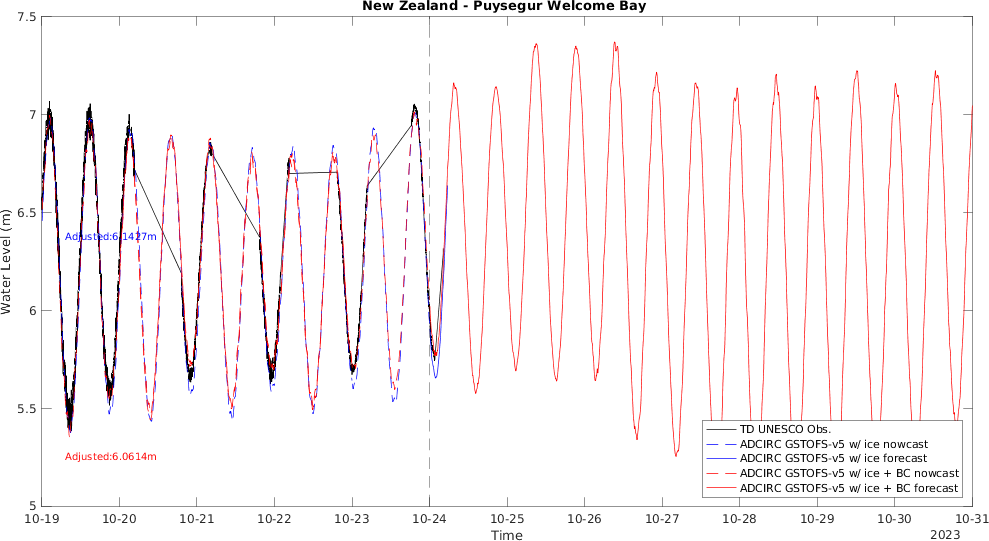 New Zealand - Puysegur Welcome Bay
7.5
7
6.5
6
5.5
5
Water Level (m)
Adjusted:6.1427m
Adjusted:6.0614m
TD UNESCO Obs.
ADCIRC GSTOFS-v5 w/ ice nowcast
ADCIRC GSTOFS-v5 w/ ice forecast
ADCIRC GSTOFS-v5 w/ ice + BC nowcast
ADCIRC GSTOFS-v5 w/ ice + BC forecast
10-19 10-20 10-21 10-22 10-23 10-24 10-25 10-26 10-27 10-28 10-29 10-30 10-31
Time
2023